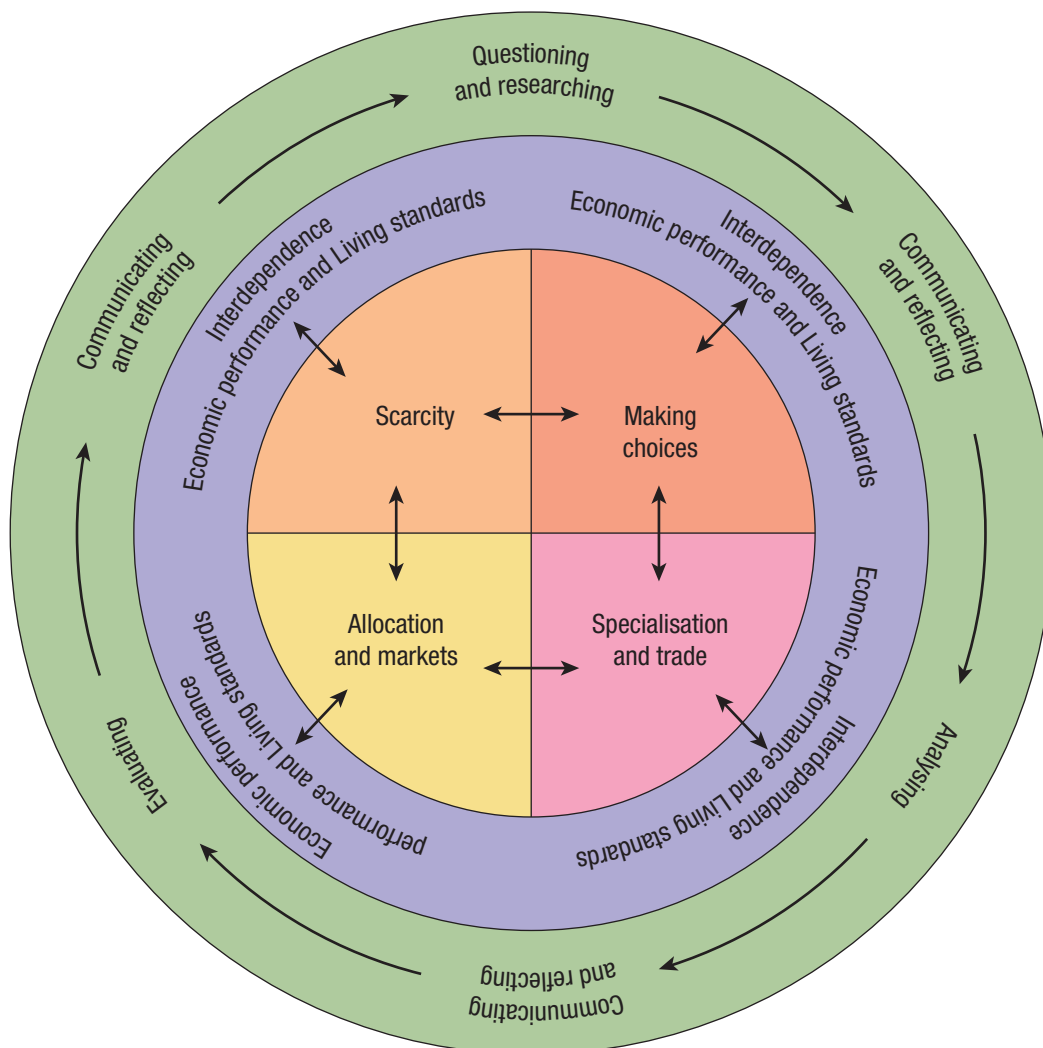 Questioning
and researching
Communicating
and reflecting
Analysing
Communicating
and reflecting
Evaluating
Communicating
and reflecting
Interdependence
Economic performance and Living standards
Interdependence
Economic performance and Living standards
Interdependence
Economic performance and Living standards
Economic performance
performance and Living standards
Scarcity
Making
choices
Allocation
and markets
Specialisation
and trade